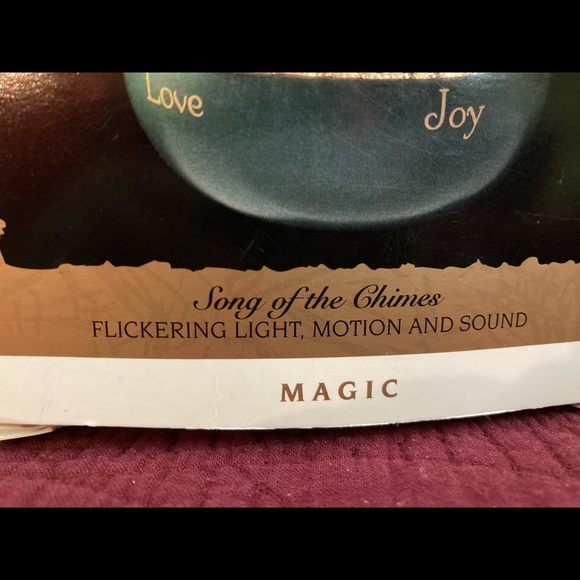 Love
Joy
Song of the Chimes
FLICKERING LIGHT, MOTION AND SOUND
MAGIC